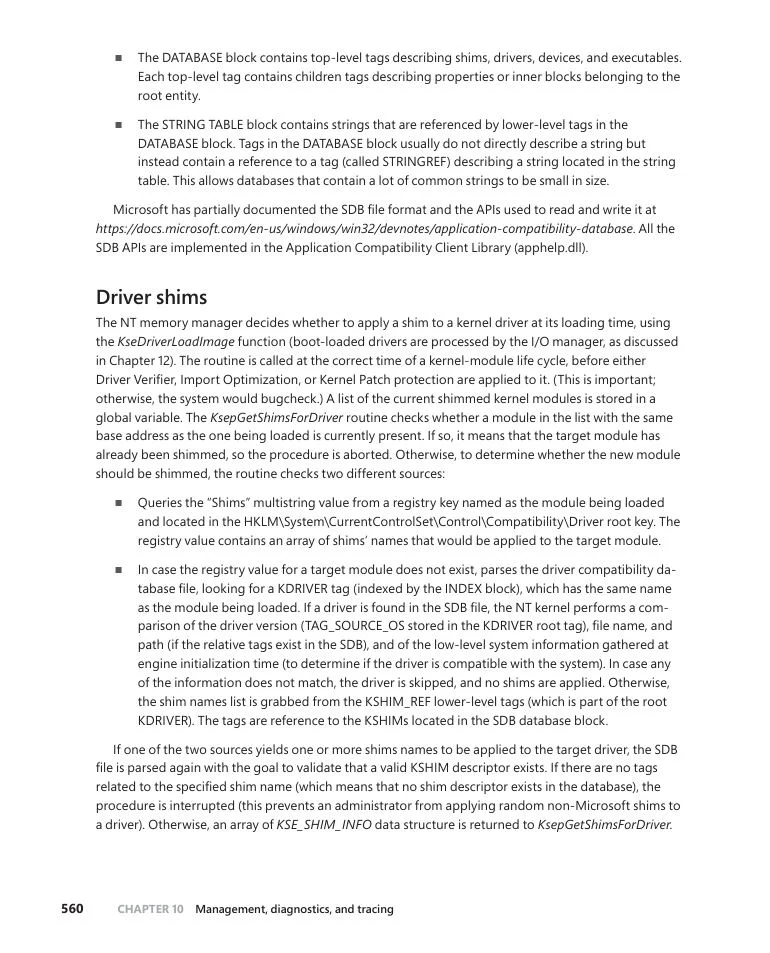 ■ The DATABASE block contains top-level tags describing shims, drivers, devices, and executables.
Each top-level tag contains children tags describing properties or inner blocks belonging to the
root entity.
■ The STRING TABLE block contains strings that are referenced by lower-level tags in the
DATABASE block. Tags in the DATABASE block usually do not directly describe a string but
instead contain a reference to a tag (called STRINGREF) describing a string located in the string
table. This allows databases that contain a lot of common strings to be small in size.
Microsoft has partially documented the SDB file format and the APIs used to read and write it at
https://docs.microsoft.com/en-us/windows/win32/devnotes/application-compatibility-database. All the
SDB APIs are implemented in the Application Compatibility Client Library (apphelp.dll).
Driver shims
The NT memory manager decides whether to apply a shim to a kernel driver at its loading time, using
the KseDriverLoadImage function (boot-loaded drivers are processed by the I/O manager, as discussed
in Chapter 12). The routine is called at the correct time of a kernel-module life cycle, before either
Driver Verifier, Import Optimization, or Kernel Patch protection are applied to it. (This is important;
otherwise, the system would bugcheck.) A list of the current shimmed kernel modules is stored in a
global variable. The KsepGetShimsForDriver routine checks whether a module in the list with the same
base address as the one being loaded is currently present. If so, it means that the target module has
already been shimmed, so the procedure is aborted. Otherwise, to determine whether the new module
should be shimmed, the routine checks two different sources:
■ Queries the “Shims” multistring value from a registry key named as the module being loaded
and located in the HKLM\System\CurrentControlSet\Control\Compatibility\Driver root key. The
registry value contains an array of shims’ names that would be applied to the target module.
■ In case the registry value for a target module does not exist, parses the driver compatibility da-
tabase file, looking for a KDRIVER tag (indexed by the INDEX block), which has the same name
as the module being loaded. If a driver is found in the SDB file, the NT kernel performs a com-
parison of the driver version (TAG_SOURCE_OS stored in the KDRIVER root tag), file name, and
path (if the relative tags exist in the SDB), and of the low-level system information gathered at
engine initialization time (to determine if the driver is compatible with the system). In case any
of the information does not match, the driver is skipped, and no shims are applied. Otherwise,
the shim names list is grabbed from the KSHIM_REF lower-level tags (which is part of the root
KDRIVER). The tags are reference to the KSHIMs located in the SDB database block.
If one of the two sources yields one or more shims names to be applied to the target driver, the SDB
file is parsed again with the goal to validate that a valid KSHIM descriptor exists. If there are no tags
related to the specified shim name (which means that no shim descriptor exists in the database), the
procedure is interrupted (this prevents an administrator from applying random non-Microsoft shims to
a driver). Otherwise, an array of KSE_SHIM_INFO data structure is returned to KsepGetShimsForDriver.
560 CHAPTER 10 Management, diagnostics, and tracing